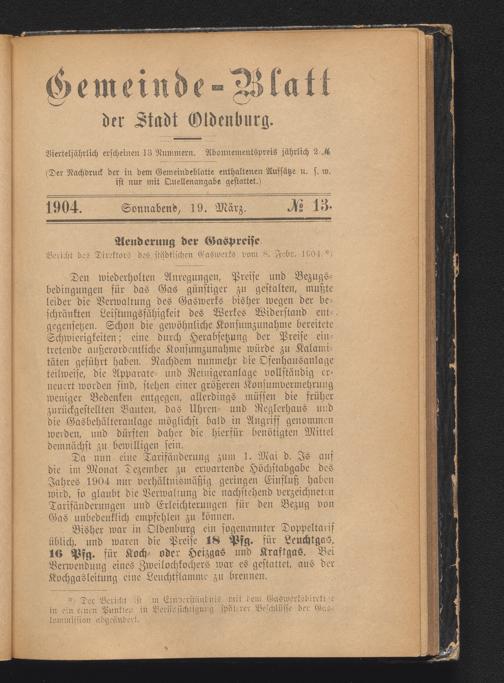 Gemeinde-Blatt
der Stadt Oldenburg.
Vierteljährlich erscheinen 13 Nummern. Abonnementspreis jährlich 2 ℳ
(Der Nachdruck der in dem Gemeindeblatte enthaltenen Aufsätze u. s. w.
ist nur mit Quellenangabe gestattet.)
1904. Sonnabend, 19. März. № 13.
Aenderung der Gaspreise
Bericht des Direktors des städtischen Gaswerks vom 8. Febr. 1904.*)
Den wiederholten Anregungen, Preise und Bezugs-
bedingungen für das Gas günstiger zu gestalten, mußte
leider die Verwaltung des Gaswerks bisher wegen der be-
schränkten Leistungsfähigkeit des Werkes Widerstand ent-
gegensetzen. Schon die gewöhnliche Konsumzunahme bereitete
Schwierigkeiten; eine durch Herabsetzung der Preise ein-
tretende außerordentliche Konsumzunahme würde zu Kalami-
täten geführt haben. Nachdem nunmehr die Ofenhausanlage
teilweise, die Apparate- und Reinigeranlage vollständig er-
neuert worden sind, stehen einer größeren Konsumvermehrung
weniger Bedenken entgegen, allerdings müssen die früher
zurückgestellten Bauten, das Uhren- und Reglerhaus und
die Gasbehälteranlage möglichst bald in Angriff genommen
werden, und dürften daher die hierfür benötigten Mittel
demnächst zu bewilligen sein.
Da nun eine Tarifänderung zum 1. Mai d. Js auf
die im Monat Dezember zu erwartende Höchstabgabe des
Jahres 1904 nur verhältnismäßig geringen Einfluß haben
wird, so glaubt die Verwaltung die nachstehend verzeichneten
Tarifänderungen und Erleichterungen für den Bezug von
Gas unbedenklich empfehlen zu können.
Bisher war in Oldenburg ein sogenannter Doppeltarif
üblich, und waren die Preise 18 Pfg. für Leuchtgas,
16 Pfg. für Koch- oder Heizgas und Kraftgas. Bei
Verwendung eines Zweilochkochers war es gestattet, aus der
Kochgasleitung eine Leuchtflamme zu brennen.
*) Der Bericht ist im Einverständnis mit dem Gaswerksdirektor
in einzelnen Punkten in Berücksichtigung späterer Beschlüsse der Gas-
kommission abgeändert.